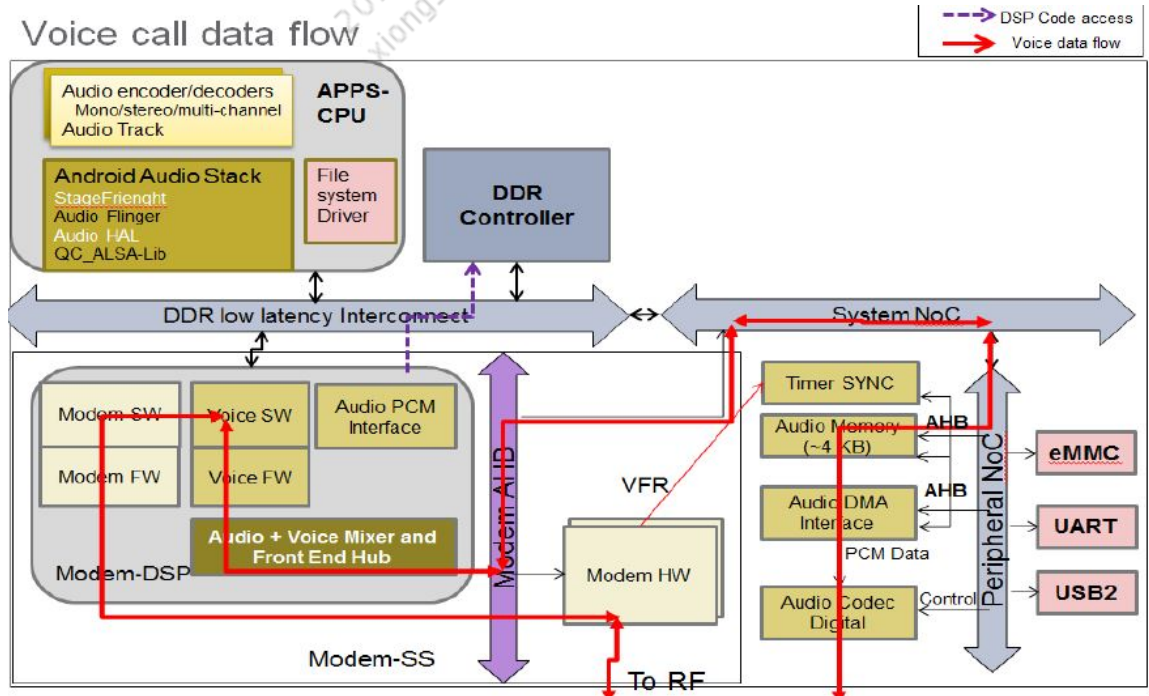 201
xiongs
Voice call data flow
DSP Code access
Voice data flow
Audio encoder/decoders
Mono/stereo/multi-channel
Audio Track
APPS-
CPU
Android Audio Stack
StageFrienght
Audio Flinger
Audio HAL
QC_ALSA-Lib
File
system
Driver
DDR
Controller
DDR low latency Interconnect
System NoC
Modem SW
Voice SW
Audio PCM
Interface
Modem FW
Voice FW
Audio + Voice Mixer and
Front End Hub
Modem-DSP
Modem AHB
Modem-SS
VFR
Modem HW
To RF
Timer SYNC
Audio Memory
(~4 KB)
AHB
Audio DMA
Interface
AHB
PCM Data
Audio Codec
Digital
Control
Peripheral NoC
eMMC
UART
USB2